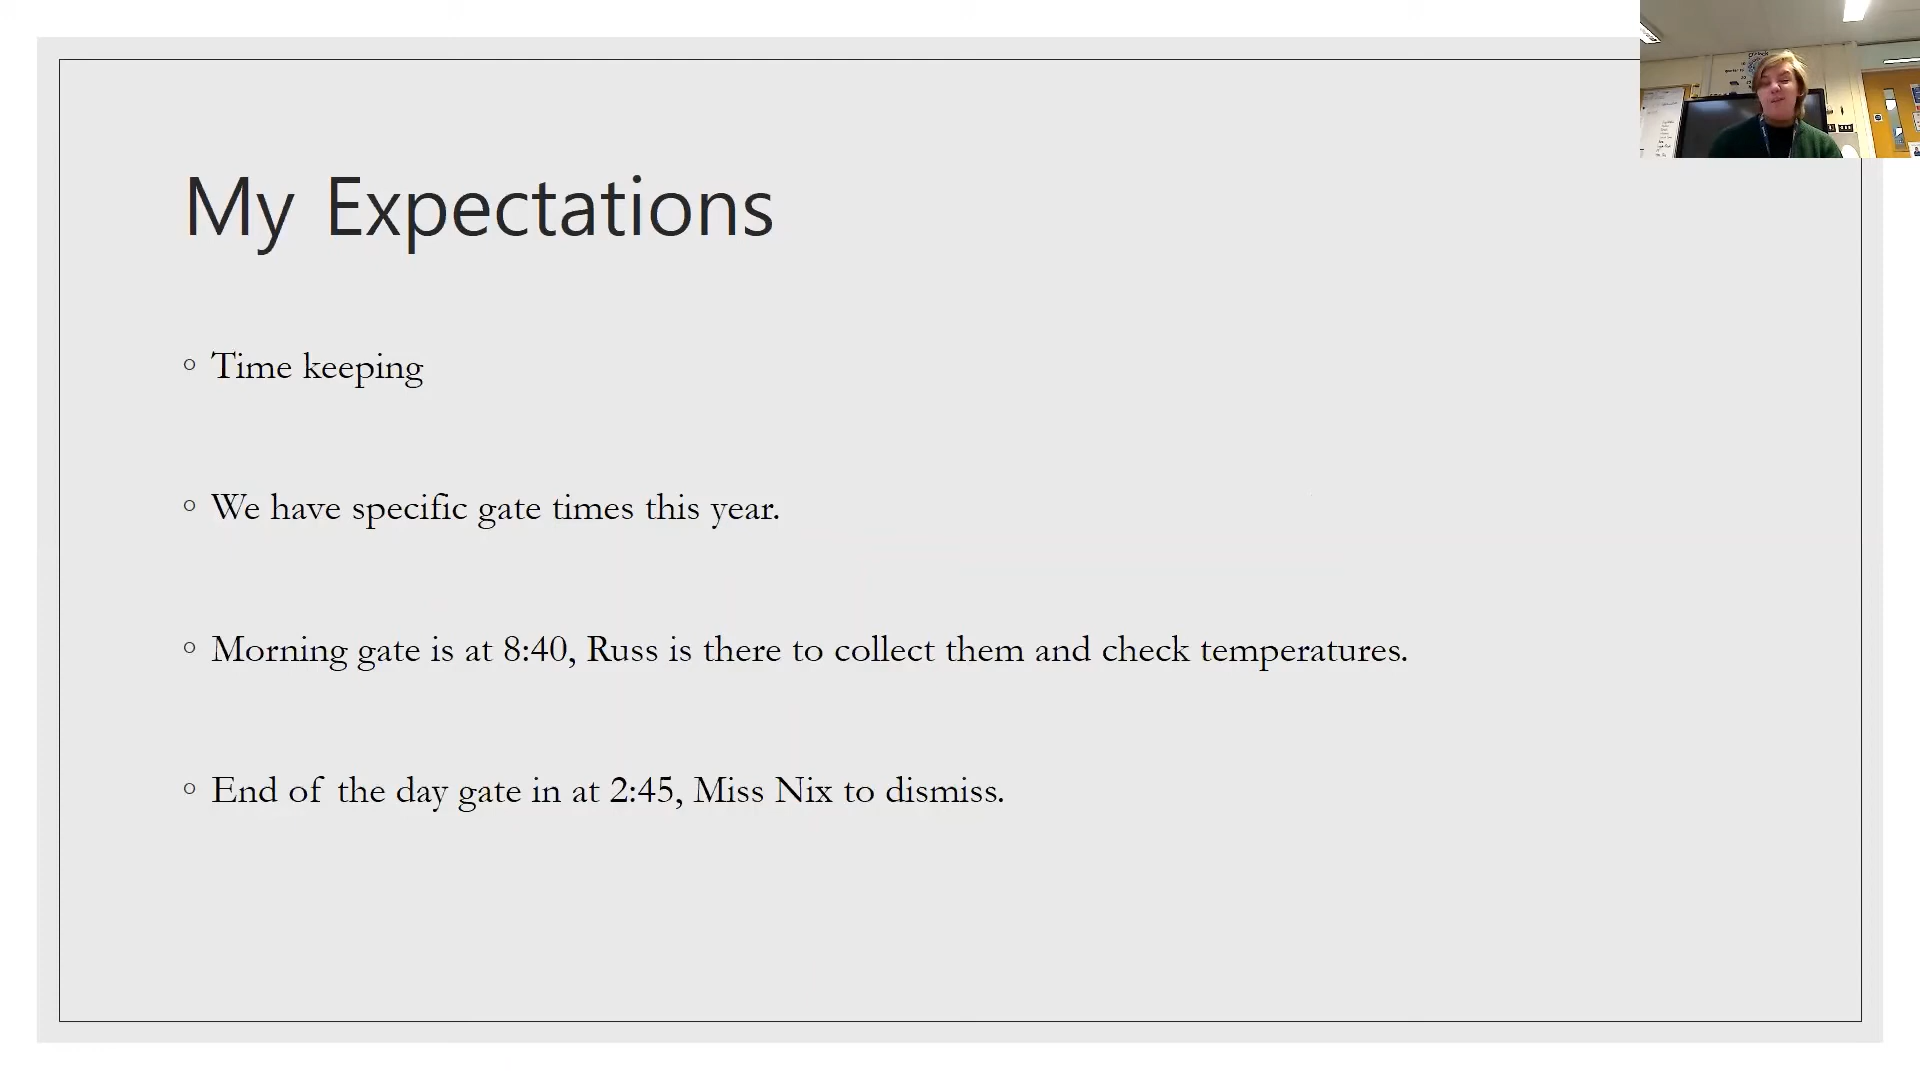 My Expectations
◦ Time keeping
◦ We have specific gate times this year.
◦ Morning gate is at 8:40, Russ is there to collect them and check temperatures.
◦ End of the day gate in at 2:45, Miss Nix to dismiss.